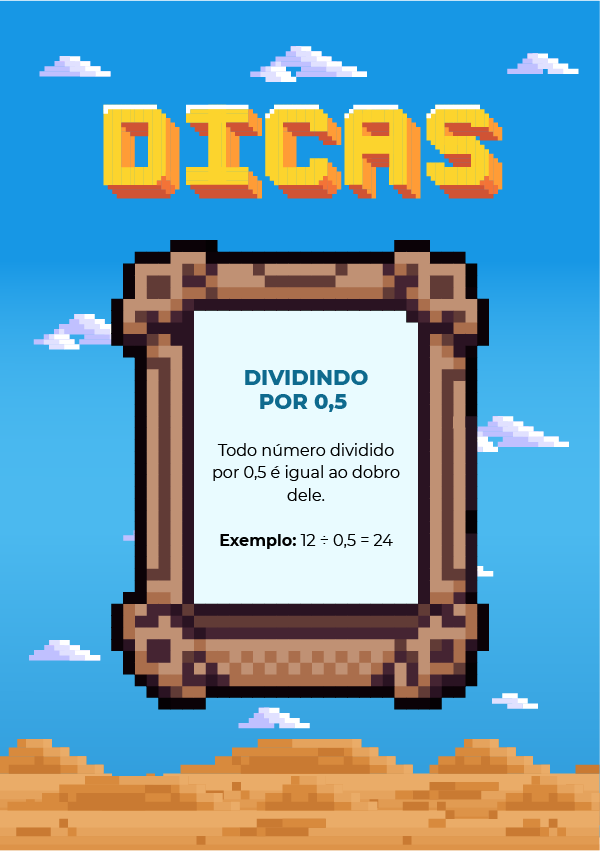 DICAS
DIVIDINDO
POR 0,5
Todo número dividido
por 0,5 é igual ao dobro
dele.
Exemplo: 12 ÷ 0,5 = 24